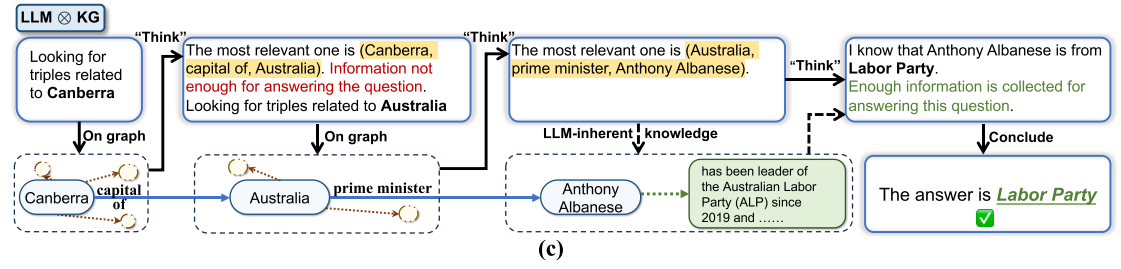 LLM ⊗ KG
Looking for
triples related
to Canberra
"Think"
The most relevant one is (Canberra,
capital of, Australia). Information not
enough for answering the question.
Looking for triples related to Australia
"Think"
The most relevant one is (Australia,
prime minister, Anthony Albanese).
"Think"
I know that Anthony Albanese is from
Labor Party.
Enough information is collected for
answering this question.
On graph
On graph
LLM-inherent knowledge
Conclude
Canberra
capital
of
Australia
prime minister
Anthony
Albanese
has been leader of
the Australian Labor
Party (ALP) since
2019 and ……
The answer is Labor Party
(c)